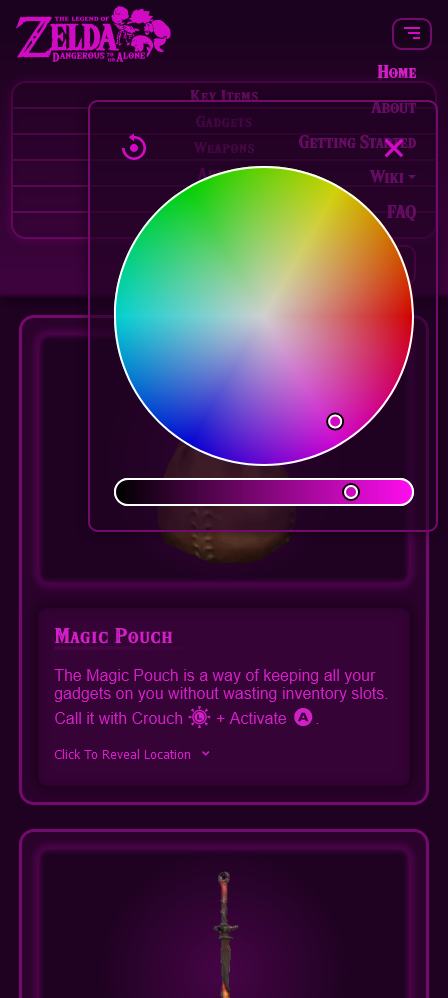 THE LEGEND OF
ZELDA
DANGEROUS TO GO ALONE
Home
Key Items
About
Gadgets
Getting Started
Weapons
Wiki
FAQ
Magic Pouch
The Magic Pouch is a way of keeping all your
gadgets on you without wasting inventory slots.
Call it with Crouch L + Activate A .
Click To Reveal Location